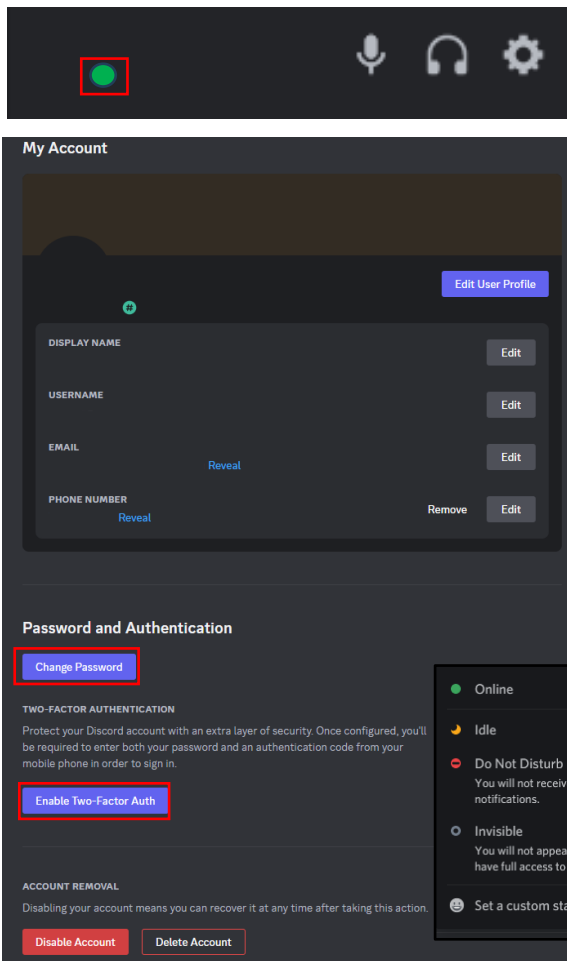 My Account
Edit User Profile
#
DISPLAY NAME
Edit
USERNAME
Edit
EMAIL
Reveal
Edit
PHONE NUMBER
Reveal
Remove
Edit
Password and Authentication
Change Password
TWO-FACTOR AUTHENTICATION
Protect your Discord account with an extra layer of security. Once configured, you'll
be required to enter both your password and an authentication code from your
mobile phone in order to sign in.
Enable Two-Factor Auth
ACCOUNT REMOVAL
Disabling your account means you can recover it at any time after taking this action.
Disable Account
Delete Account
Online
Idle
Do Not Disturb
You will not receiv
notifications.
Invisible
You will not appea
have full access to
Set a custom sta